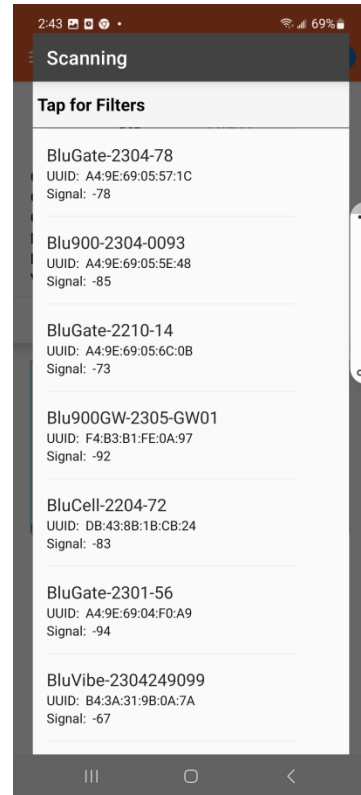 2:43
69%
Scanning
Tap for Filters
BluGate-2304-78
UUID: A4:9E:69:05:57:1C
Signal: -78
Blu900-2304-0093
UUID: A4:9E:69:05:5E:48
Signal: -85
BluGate-2210-14
UUID: A4:9E:69:05:6C:0B
Signal: -73
Blu900GW-2305-GW01
UUID: F4:B3:B1:FE:0A:97
Signal: -92
BluCell-2204-72
UUID: DB:43:8B:1B:CB:24
Signal: -83
BluGate-2301-56
UUID: A4:9E:69:04:F0:A9
Signal: -94
BluVibe-2304249099
UUID: B4:3A:31:9B:0A:7A
Signal: -67